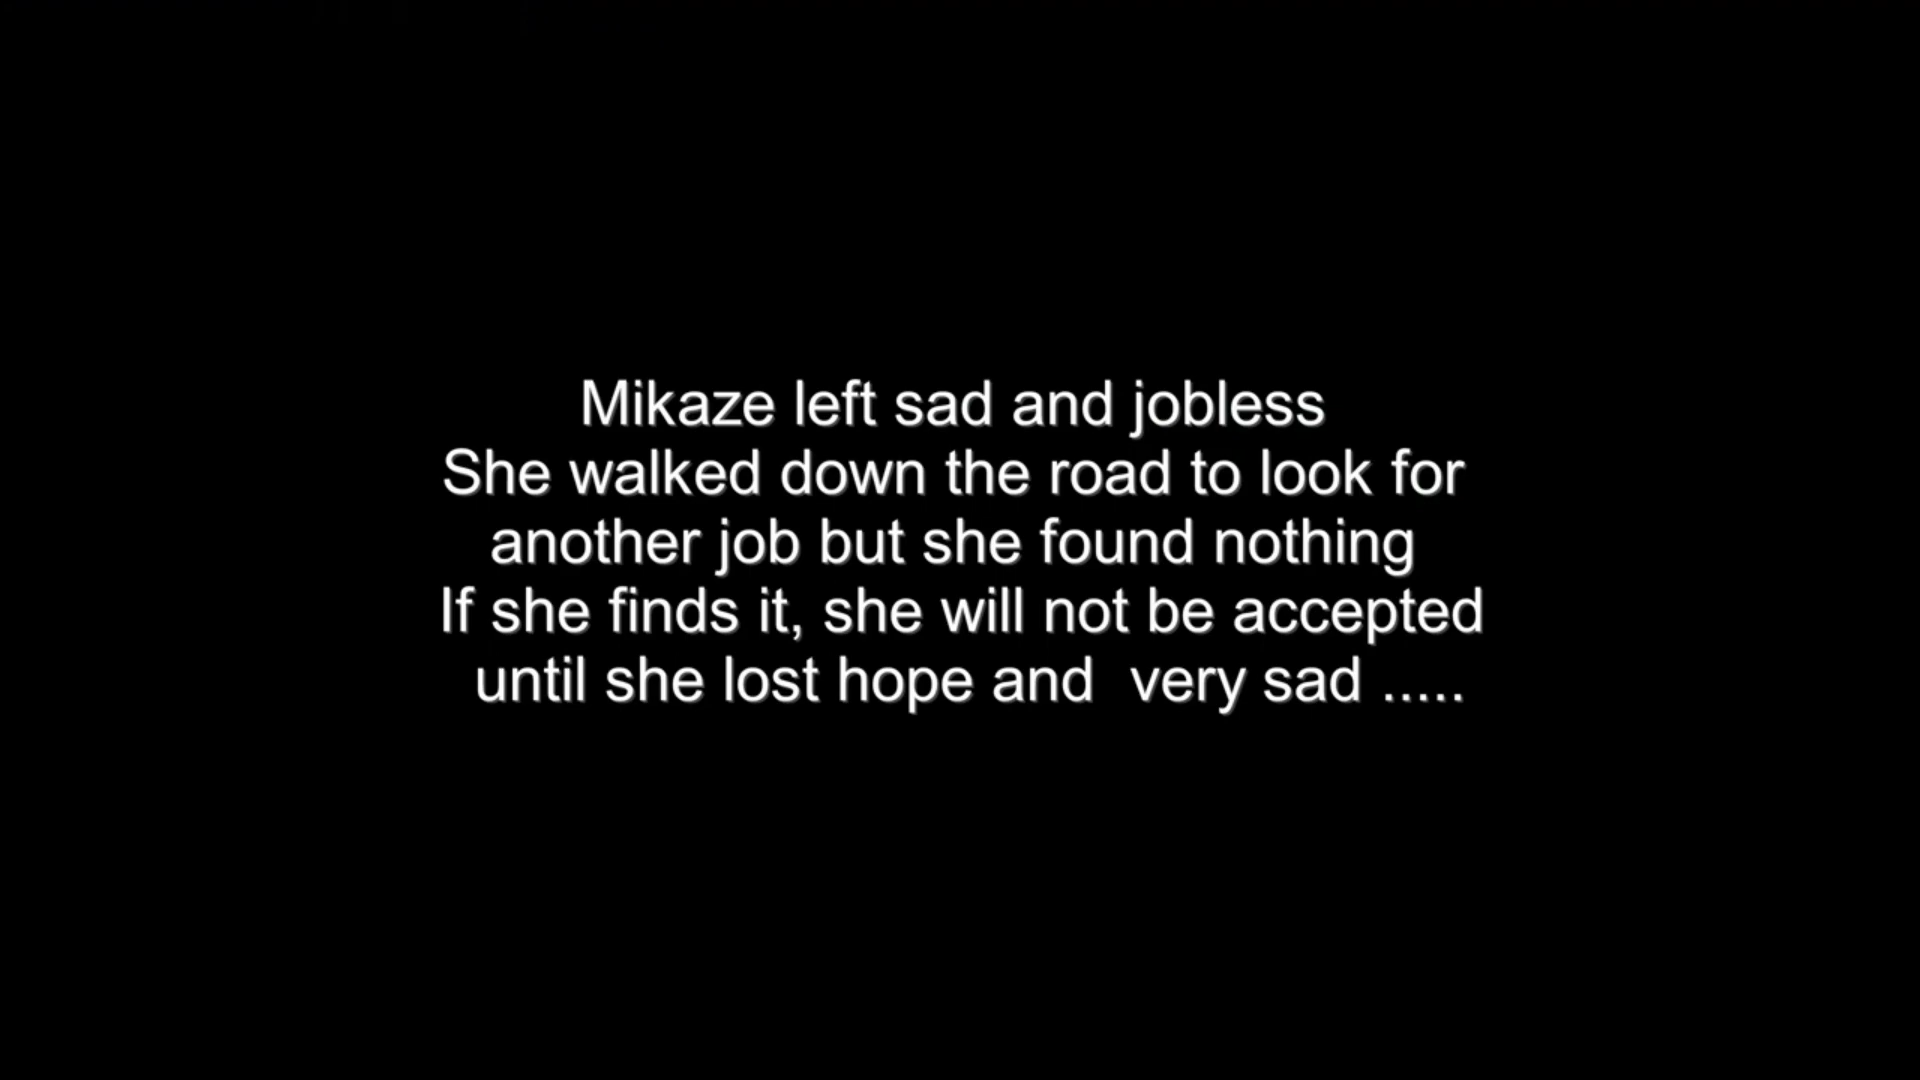 Mikaze left sad and jobless
She walked down the road to look for
another job but she found nothing
If she finds it, she will not be accepted
until she lost hope and  very sad .....